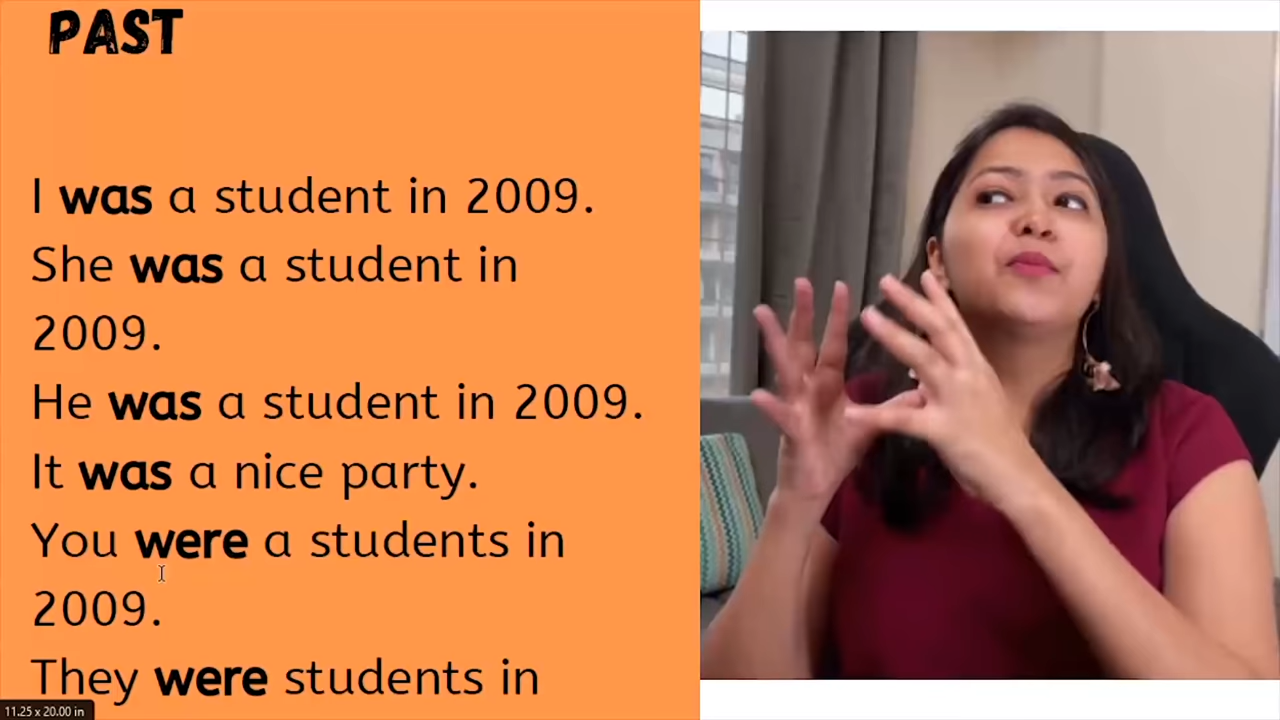 PAST
I was a student in 2009.
She was a student in
2009.
He was a student in 2009.
It was a nice party.
You were a students in
2009.
They were students in
11.25 x 20.00 in